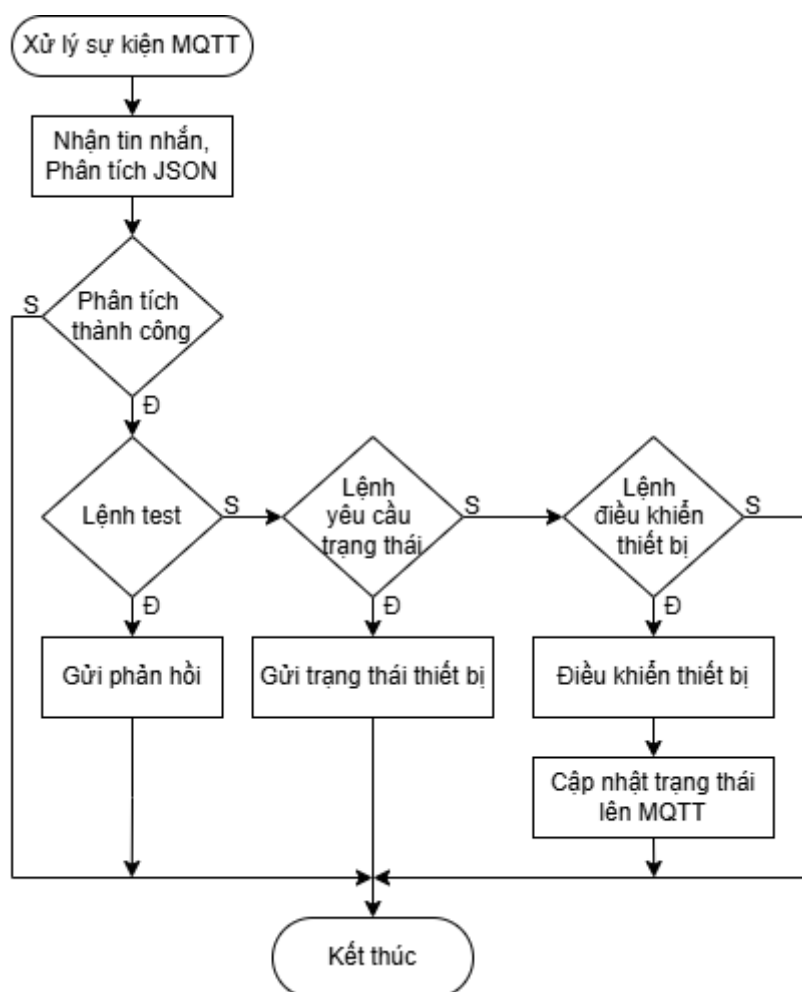 Xử lý sự kiện MQTT
Nhận tin nhắn,
Phân tích JSON
Phân tích
thành công
S
Đ
Lệnh test
S
Đ
Lệnh
yêu cầu
trạng thái
S
Đ
Lệnh
điều khiển
thiết bị
S
Đ
Gửi phản hồi
Gửi trạng thái thiết bị
Điều khiển thiết bị
Cập nhật trạng thái
lên MQTT
Kết thúc